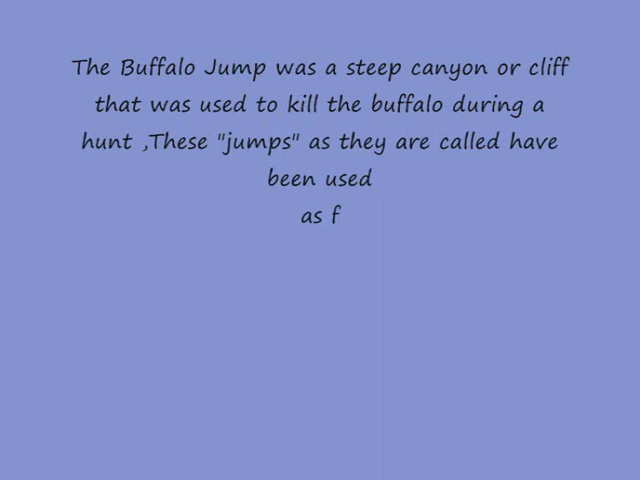 The Buffalo Jump was a steep canyon or cliff
that was used to kill the buffalo during a
hunt ,These "jumps" as they are called have
been used
as f